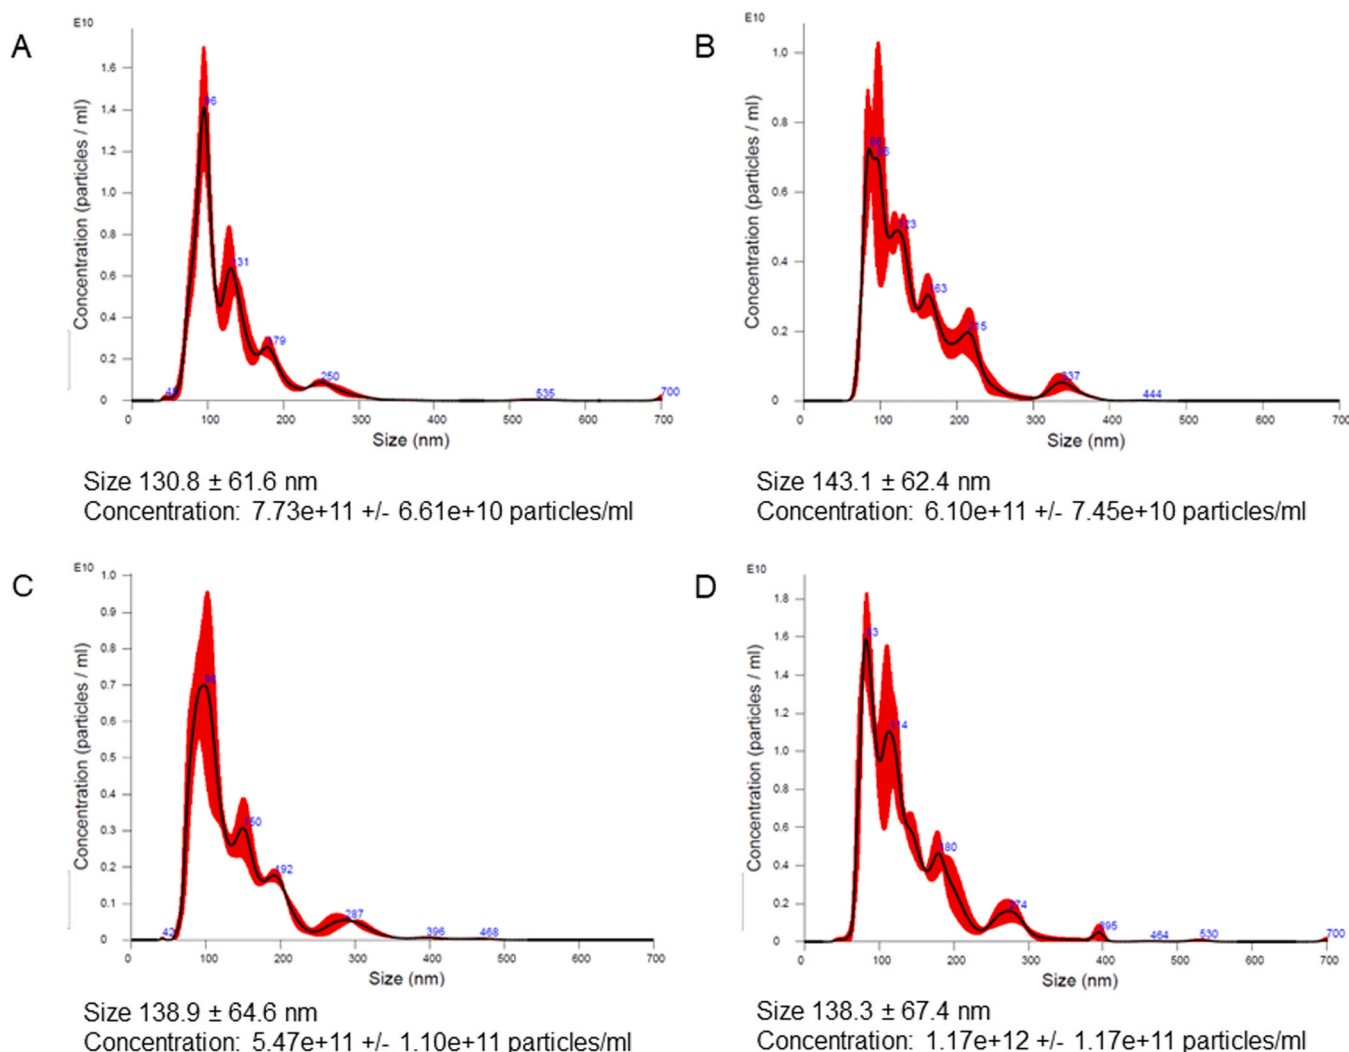 A
E10
Concentration (particles / ml)
1.6
1.4
1.2
1.0
0.8
0.6
0.4
0.2
0
96
131
179
250
535
700
0 100 200 300 400 500 600 700
Size (nm)
Size 130.8 ± 61.6 nm
Concentration: 7.73e+11 +/- 6.61e+10 particles/ml
B
E10
Concentration (particles / ml)
1.0
0.8
0.6
0.4
0.2
0
123
163
215
337
444
0 100 200 300 400 500 600 700
Size (nm)
Size 143.1 ± 62.4 nm
Concentration: 6.10e+11 +/- 7.45e+10 particles/ml
C
E10
Concentration (particles / ml)
1.0
0.9
0.8
0.7
0.6
0.5
0.4
0.3
0.2
0.1
0
42
150
192
287
396
468
0 100 200 300 400 500 600 700
Size (nm)
Size 138.9 ± 64.6 nm
Concentration: 5.47e+11 +/- 1.10e+11 particles/ml
D
E10
Concentration (particles / ml)
1.8
1.6
1.4
1.2
1.0
0.8
0.6
0.4
0.2
0
83
114
180
274
395
464
530
700
0 100 200 300 400 500 600 700
Size (nm)
Size 138.3 ± 67.4 nm
Concentration: 1.17e+12 +/- 1.17e+11 particles/ml